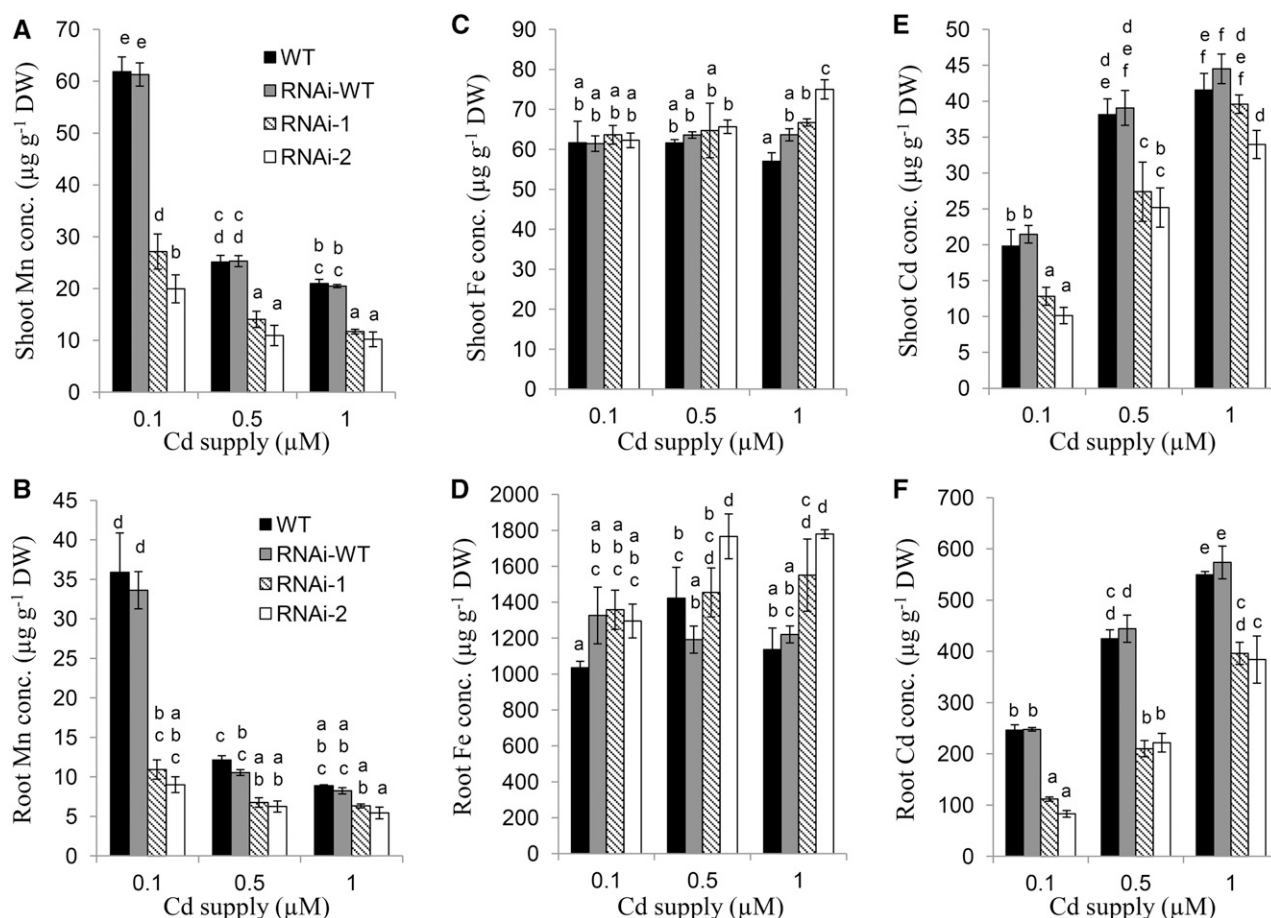 A
Shoot Mn conc. (µg g⁻¹ DW)
70
60
50
40
30
20
10
0
e e
d
b
c
d
c
d
a
a
b
c
b
c
a a
WT
RNAi-WT
RNAi-1
RNAi-2
0.1 0.5 1
Cd supply (µM)
B
Root Mn conc. (µg g⁻¹ DW)
45
40
35
30
25
20
15
10
5
0
d
d
b
c
a
b
c
c
b
c
a
b
a
b
a
b
c
a
b
c
a
b
a
WT
RNAi-WT
RNAi-1
RNAi-2
0.1 0.5 1
Cd supply (µM)
C
Shoot Fe conc. (µg g⁻¹ DW)
90
80
70
60
50
40
30
20
10
0
a
b
a
b
a
b
a
b
a
b
a
b
a
b
b
a
a
b
b
c
0.1 0.5 1
Cd supply (µM)
D
Root Fe conc. (µg g⁻¹ DW)
2000
1800
1600
1400
1200
1000
800
600
400
200
0
a
a
b
c
a
b
c
a
b
c
b
c
a
b
b
c
d
d
a
b
a
b
c
c
d
d
0.1 0.5 1
Cd supply (µM)
E
Shoot Cd conc. (µg g⁻¹ DW)
50
45
40
35
30
25
20
15
10
5
0
b b
a
a
d
e
d
e
f
c
b
c
e
f
f
d
e
f
d
0.1 0.5 1
Cd supply (µM)
F
Root Cd conc. (µg g⁻¹ DW)
700
600
500
400
300
200
100
0
b b
a
a
c
d
d
b b
e e
c
d
c
0.1 0.5 1
Cd supply (µM)